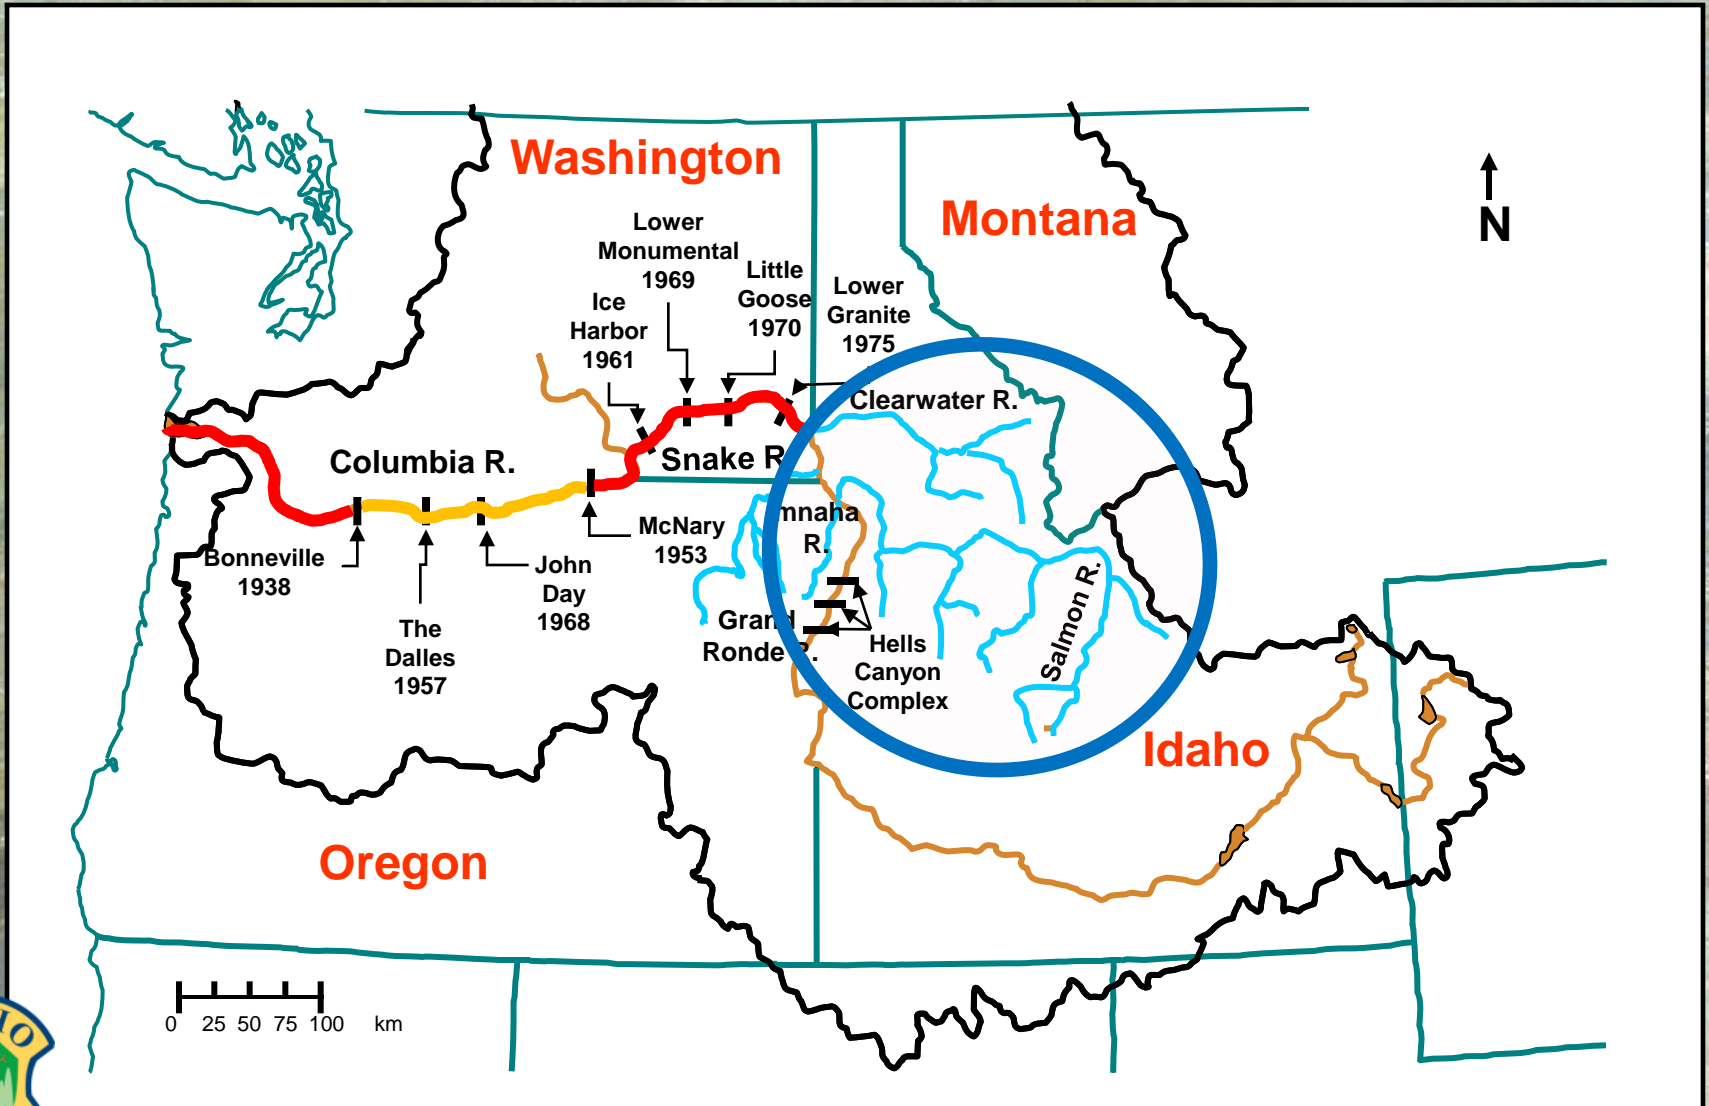 Washington
Montana
N
Lower
Monumental
1969
Little
Goose
1970
Lower
Granite
1975
Ice
Harbor
1961
Clearwater R.
Columbia R.
Snake R
mnaha
R.
McNary
1953
Bonneville
1938
John
Day
1968
The
Dalles
1957
Grand
Ronde R.
Hells
Canyon
Complex
Salmon R.
Idaho
Oregon
0 25 50 75 100 km
IO